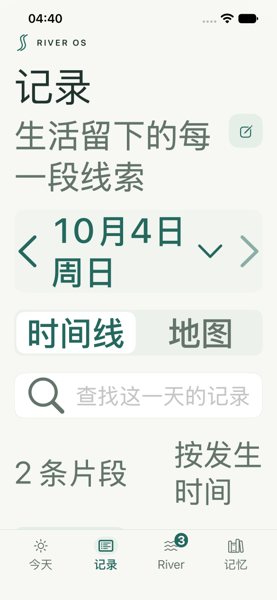 04:40
RIVER OS
记录
生活留下的每
一段线索
10月4日
周日
时间线
地图
查找这一天的记录
2 条片段
按发生
时间
3
今天
记录
River
记忆